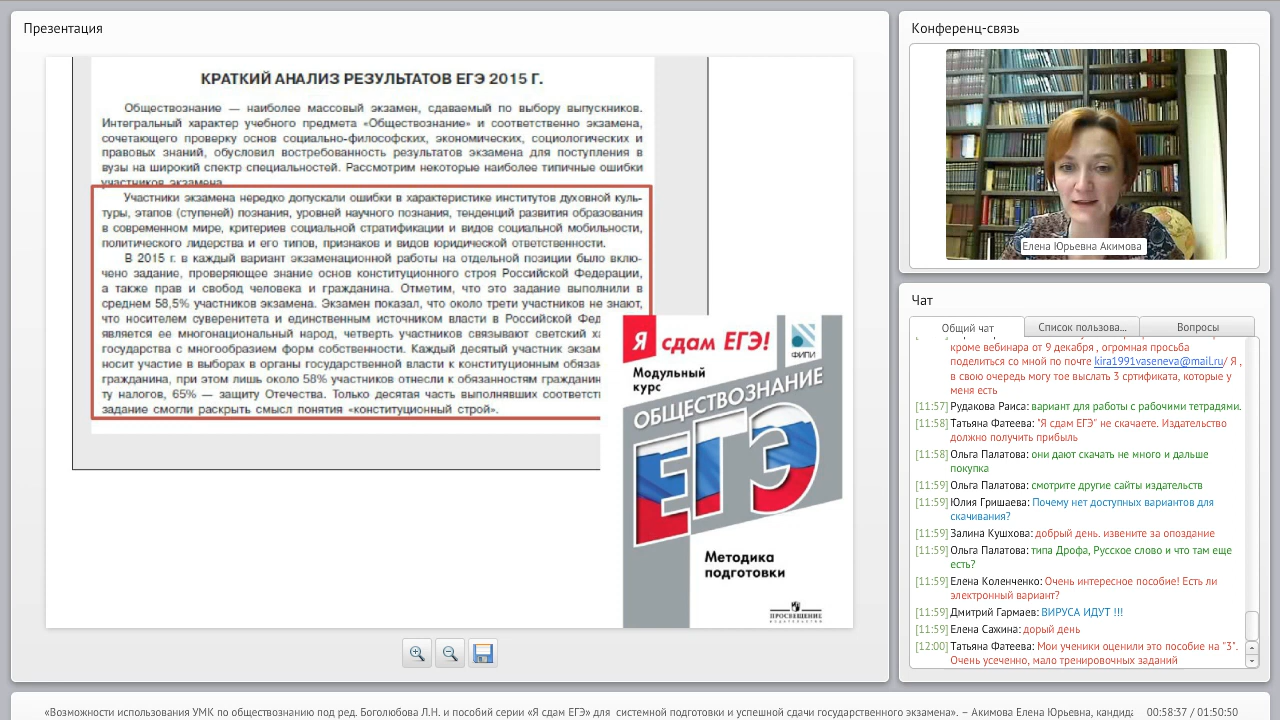 Презентация
КРАТКИЙ АНАЛИЗ РЕЗУЛЬТАТОВ ЕГЭ 2015 Г.
Обществознание — наиболее массовый экзамен, сдаваемый по выбору выпускников.
Интегральный характер учебного предмета «Обществознание» и соответственно экзамена,
сочетающего проверку основ социально-философских, экономических, социологических и
правовых знаний, обусловил востребованность результатов экзамена для поступления в
вузы на широкий спектр специальностей. Рассмотрим некоторые наиболее типичные ошибки
участников экзамена.
Участники экзамена нередко допускали ошибки в характеристике институтов духовной куль-
туры, этапов (ступеней) познания, уровней научного познания, тенденций развития образования
в современном мире, критериев социальной стратификации и видов социальной мобильности,
политического лидерства и его типов, признаков и видов юридической ответственности.
В 2015 г. в каждый вариант экзаменационной работы на отдельной позиции было вклю-
чено задание, проверяющее знание основ конституционного строя Российской Федерации,
а также прав и свобод человека и гражданина. Отметим, что это задание выполнили в
среднем 58,5% участников экзамена. Экзамен показал, что около трети участников не знают,
что носителем суверенитета и единственным источником власти в Российской Фед
является ее многонациональный народ, четверть участников связывают светский ха
государства с многообразием форм собственности. Каждый десятый участник экзам
носит участие в выборах в органы государственной власти к конституционным обязан
гражданина, при этом лишь около 58% участников отнесли к обязанностям гражданин
ту налогов, 65% — защиту Отечества. Только десятая часть выполнявших соответст
задание смогли раскрыть смысл понятия «конституционный строй».
Я сдам ЕГЭ!
ФИПИ
Модульный
курс
ОБЩЕСТВОЗНАНИЕ
ЕГЭ
Методика
подготовки
ПРОСВЕЩЕНИЕ
ИЗДАТЕЛЬСТВО
Конференц-связь
Елена Юрьевна Акимова
Чат
Общий чат
Список пользова...
Вопросы
кроме вебинара от 9 декабря , огромная просьба
поделиться со мной по почте kira1991vaseneva@mail.ru/ Я ,
в свою очередь могу тое выслать 3 сртификата, которые у
меня есть
[11:57] Рудакова Раиса: вариант для работы с рабочими тетрадями.
[11:58] Татьяна Фатеева: "Я сдам ЕГЭ" не скачаете. Издательство
должно получить прибыль
[11:58] Ольга Палатова: они дают скачать не много и дальше
покупка
[11:59] Ольга Палатова: смотрите другие сайты издательств
[11:59] Юлия Гришаева: Почему нет доступных вариантов для
скачивания?
[11:59] Залина Кушхова: добрый день. извените за опоздание
[11:59] Ольга Палатова: типа Дрофа, Русское слово и что там еще
есть?
[11:59] Елена Коленченко: Очень интересное пособие! Есть ли
электронный вариант?
[11:59] Дмитрий Гармаев: ВИРУСА ИДУТ !!!
[11:59] Елена Сажина: дорый день
[12:00] Татьяна Фатеева: Мои ученики оценили это пособие на "3".
Очень усеченно, мало тренировочных заданий
«Возможности использования УМК по обществознанию под ред. Боголюбова Л.Н. и пособий серии «Я сдам ЕГЭ» для системной подготовки и успешной сдачи государственного экзамена». – Акимова Елена Юрьевна, кандида 00:58:37 / 01:50:50